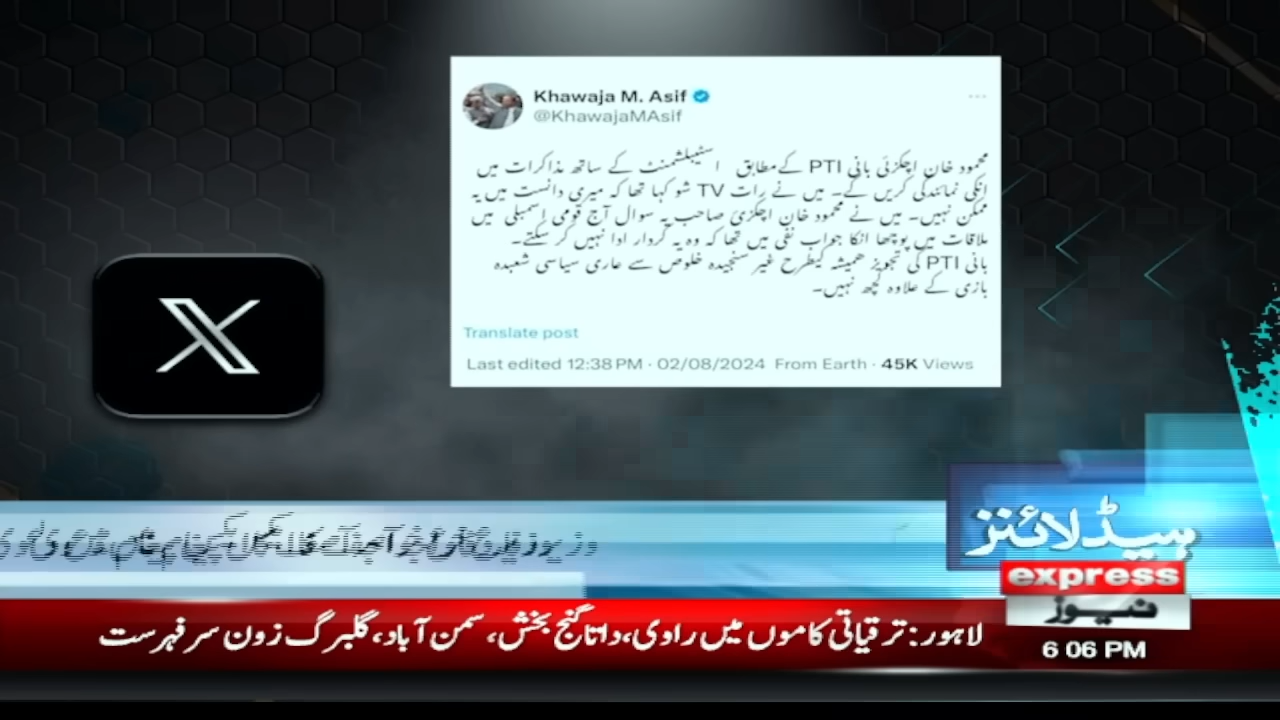 Khawaja M. Asif
@KhawajaMAsif
محمود خان اچکزئی بانی PTI کےمطابق اسٹیبلشمنٹ کے ساتھ مذاکرات میں
انکی نمائندگی کریں گے۔ میں نے رات TV شو کہا تھا کہ میری دانست میں یہ
ممکن نہیں۔ میں نے محمود خان اچکزئ صاحب یہ سوال آج قومی اسمبلی میں
ملاقات میں پوچھا انکا جواب نفی میں تھا کہ وہ یہ کردار ادا نہیں کر سکتے۔
بانی PTI کی تجویز ھمیشہ کیطرح غیر سنجیدہ خلوص سے عاری سیاسی شعبدہ
بازی کے علاوہ کچھ نہیں۔
Translate post
Last edited 12:38 PM · 02/08/2024 From Earth · 45K Views
ہیڈلائنز
express
نیوز
6:06 PM
لاہور: ترقیاتی کاموں میں راوی، داتا گنج بخش، سمن آباد، گلبرگ زون سر فہرست